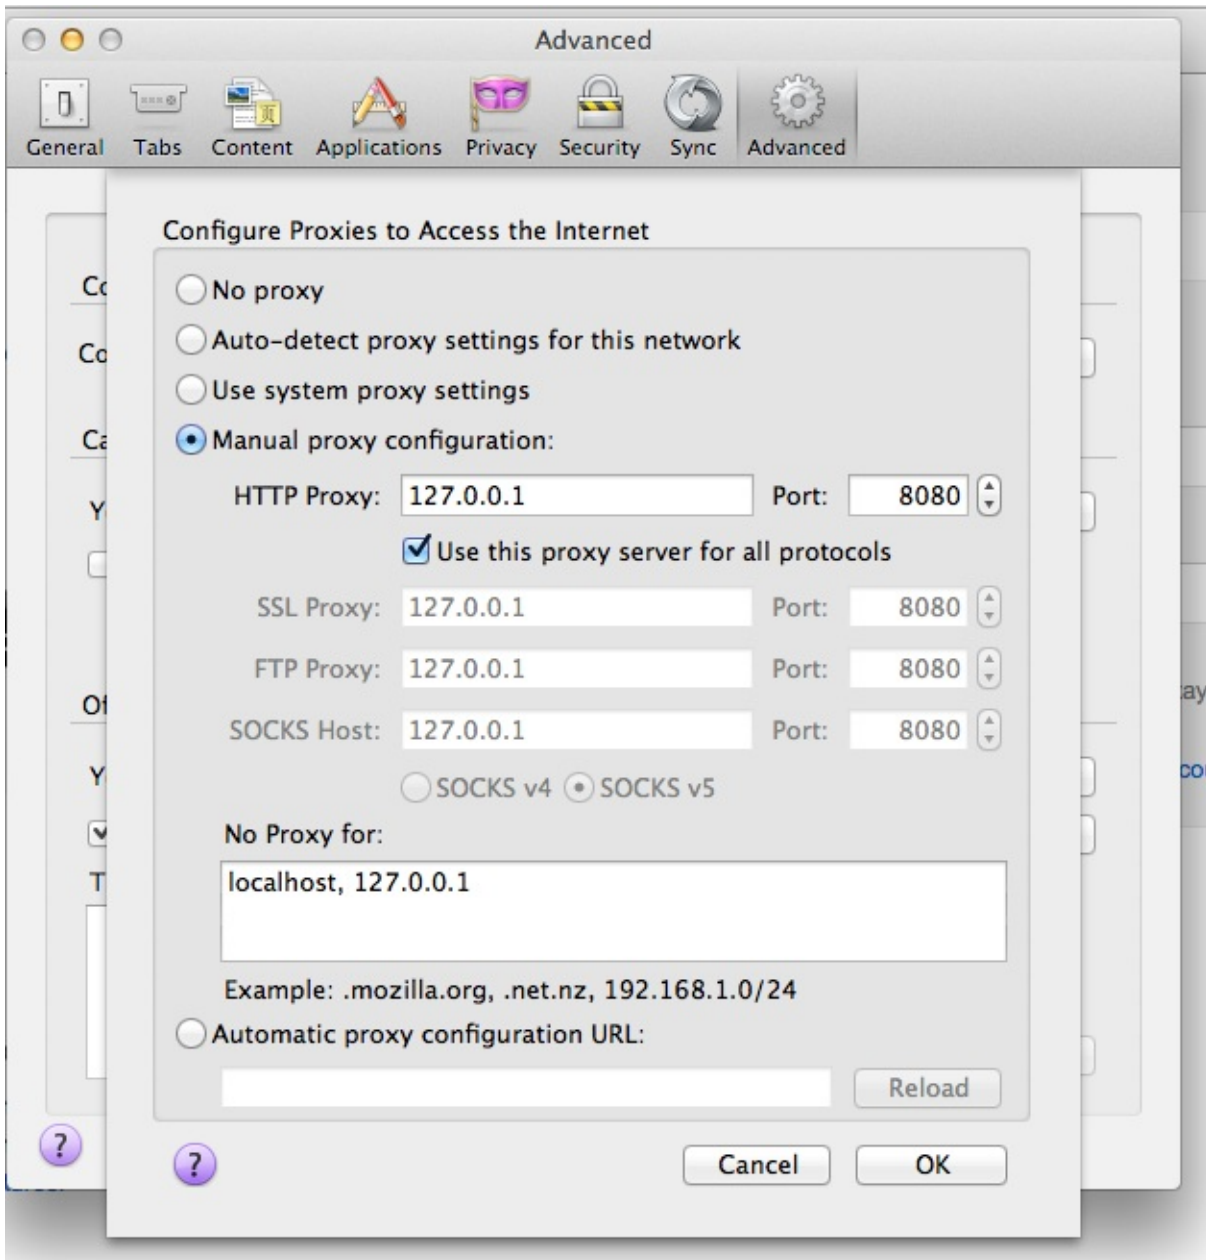 Advanced
General Tabs Content Applications Privacy Security Sync Advanced
Configure Proxies to Access the Internet
No proxy
Auto-detect proxy settings for this network
Use system proxy settings
Manual proxy configuration:
HTTP Proxy: 127.0.0.1 Port: 8080
Use this proxy server for all protocols
SSL Proxy: 127.0.0.1 Port: 8080
FTP Proxy: 127.0.0.1 Port: 8080
SOCKS Host: 127.0.0.1 Port: 8080
SOCKS v4 SOCKS v5
No Proxy for:
localhost, 127.0.0.1
Example: .mozilla.org, .net.nz, 192.168.1.0/24
Automatic proxy configuration URL:
Reload
? ? Cancel OK